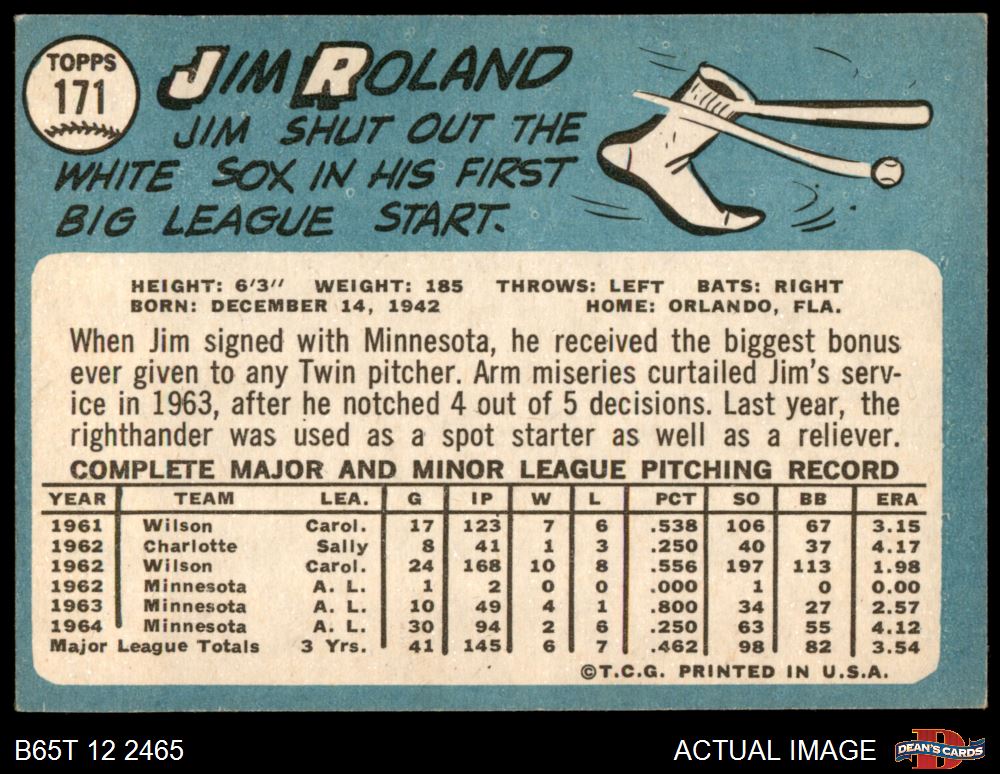 TOPPS
171
JIM ROLAND
JIM SHUT OUT THE
WHITE SOX IN HIS FIRST
BIG LEAGUE START.
HEIGHT: 6'3" WEIGHT: 185 THROWS: LEFT BATS: RIGHT
BORN: DECEMBER 14, 1942 HOME: ORLANDO, FLA.
When Jim signed with Minnesota, he received the biggest bonus
ever given to any Twin pitcher. Arm miseries curtailed Jim's serv-
ice in 1963, after he notched 4 out of 5 decisions. Last year, the
righthander was used as a spot starter as well as a reliever.
COMPLETE MAJOR AND MINOR LEAGUE PITCHING RECORD
YEAR TEAM LEA. G IP W L PCT SO BB ERA
1961 Wilson Carol. 17 123 7 6 .538 106 67 3.15
1962 Charlotte Sally 8 41 1 3 .250 40 37 4.17
1962 Wilson Carol. 24 168 10 8 .556 197 113 1.98
1962 Minnesota A. L. 1 2 0 0 .000 1 0 0.00
1963 Minnesota A. L. 10 49 4 1 .800 34 27 2.57
1964 Minnesota A. L. 30 94 2 6 .250 63 55 4.12
Major League Totals 3 Yrs. 41 145 6 7 .462 98 82 3.54
©T.C.G. PRINTED IN U.S.A.
B65T 12 2465 ACTUAL IMAGE
D
DEAN'S CARDS